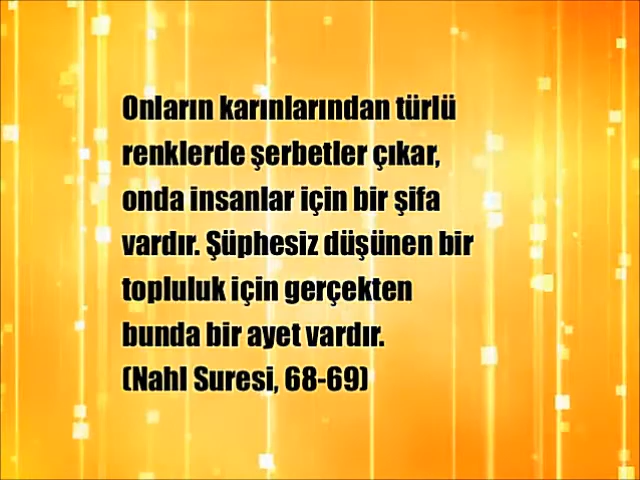 Onların karınlarından türlü
renklerde şerbetler çıkar,
onda insanlar için bir şifa
vardır. Şüphesiz düşünen bir
topluluk için gerçekten
bunda bir ayet vardır.
(Nahl Suresi, 68-69)